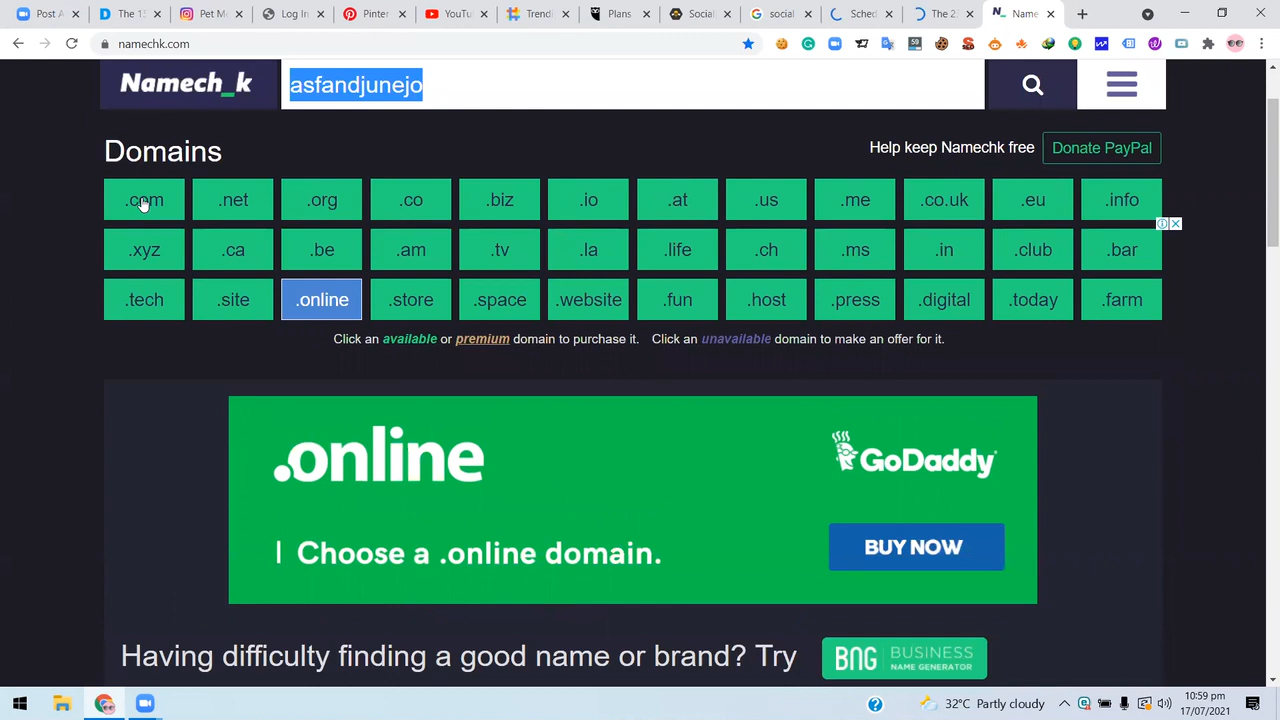 Post A
The 15
Pet M
Log In
Pinter
YouTu
Trendi
Plans
Social
social
Sched
The 2
Name
namechk.com
59
Namech_k
asfandjunejo
Domains
Help keep Namechk free
Donate PayPal
.com .net .org .co .biz .io .at .us .me .co.uk .eu .info
.xyz .ca .be .am .tv .la .life .ch .ms .in .club .bar
.tech .site .online .store .space .website .fun .host .press .digital .today .farm
Click an available or premium domain to purchase it. Click an unavailable domain to make an offer for it.
.online
GoDaddy
Choose a .online domain.
BUY NOW
Having difficulty finding a good name or brand? Try
BNG BUSINESS
NAME GENERATOR
32°C Partly cloudy
10:59 pm
17/07/2021